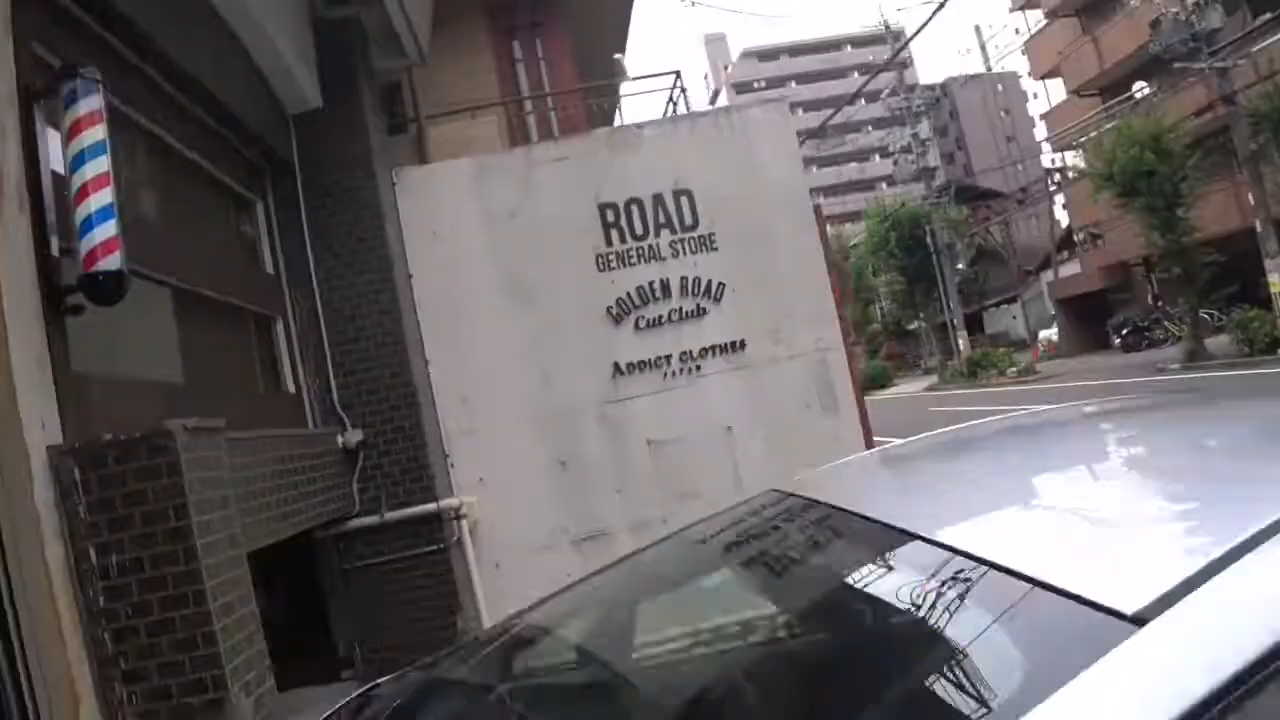 ROAD
GENERAL STORE
GOLDEN ROAD
Cut Club
ADDICT CLOTHES
JAPAN